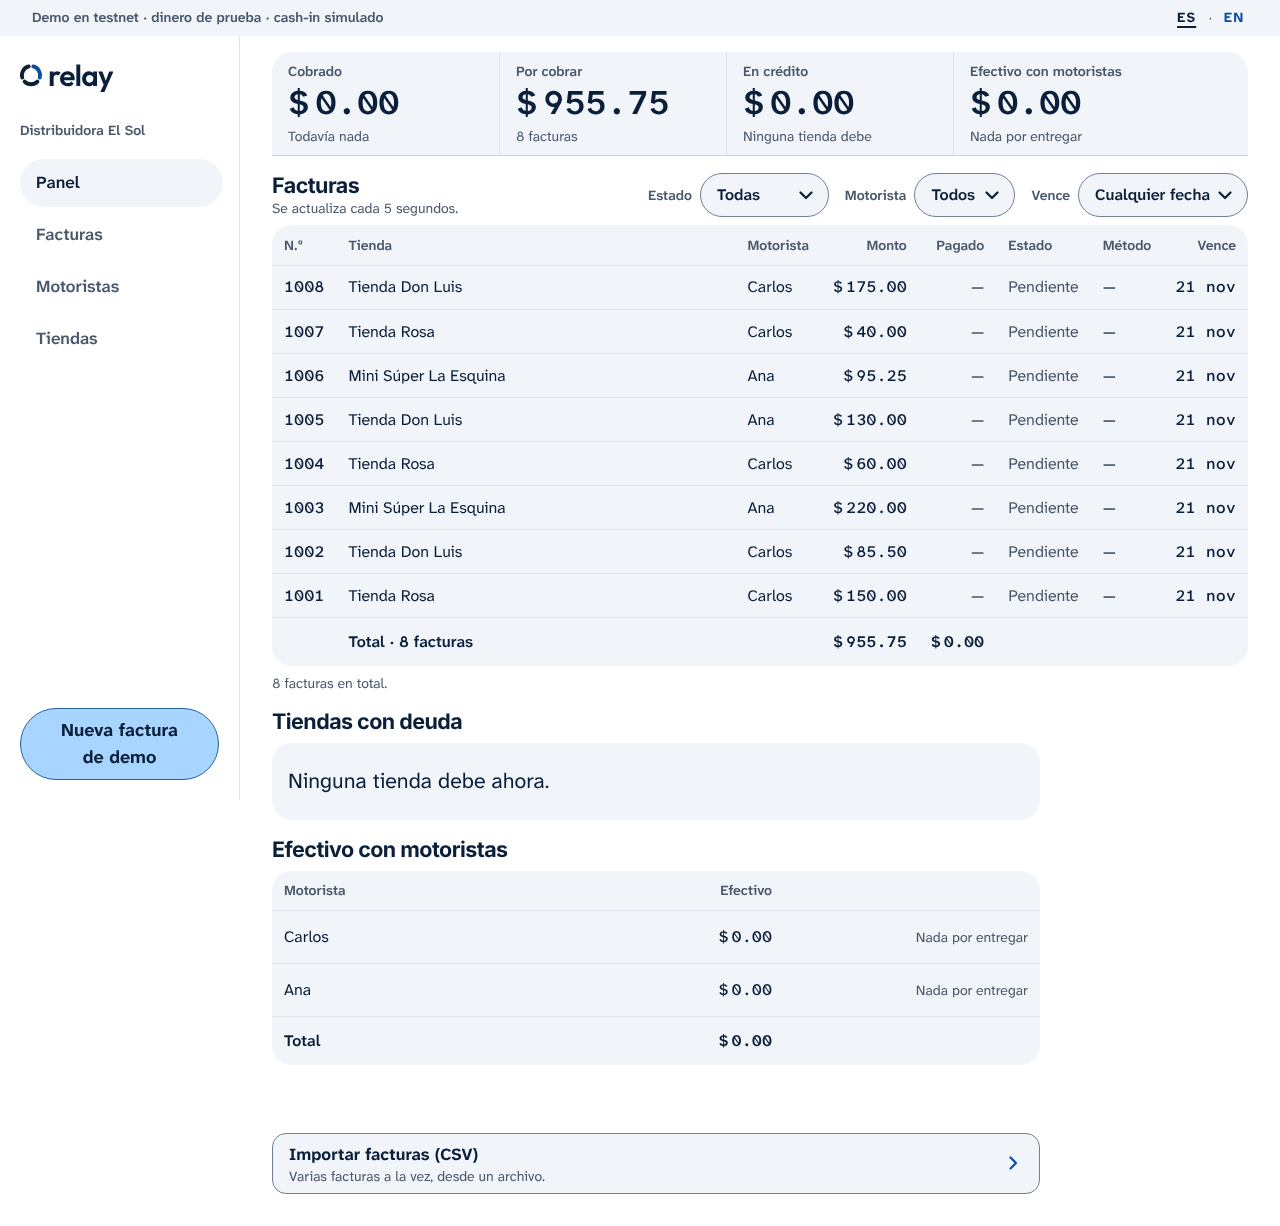 Demo en testnet · dinero de prueba · cash-in simulado
ES · EN
relay
Distribuidora El Sol
Panel
Facturas
Motoristas
Tiendas
Nueva factura
de demo
Cobrado
$0.00
Todavía nada
Por cobrar
$955.75
8 facturas
En crédito
$0.00
Ninguna tienda debe
Efectivo con motoristas
$0.00
Nada por entregar
Facturas
Se actualiza cada 5 segundos.
Estado Todas Motorista Todos Vence Cualquier fecha
N.° Tienda Motorista Monto Pagado Estado Método Vence
1008 Tienda Don Luis Carlos $175.00 — Pendiente — 21 nov
1007 Tienda Rosa Carlos $40.00 — Pendiente — 21 nov
1006 Mini Súper La Esquina Ana $95.25 — Pendiente — 21 nov
1005 Tienda Don Luis Ana $130.00 — Pendiente — 21 nov
1004 Tienda Rosa Carlos $60.00 — Pendiente — 21 nov
1003 Mini Súper La Esquina Ana $220.00 — Pendiente — 21 nov
1002 Tienda Don Luis Carlos $85.50 — Pendiente — 21 nov
1001 Tienda Rosa Carlos $150.00 — Pendiente — 21 nov
Total · 8 facturas $955.75 $0.00
8 facturas en total.
Tiendas con deuda
Ninguna tienda debe ahora.
Efectivo con motoristas
Motorista Efectivo
Carlos $0.00 Nada por entregar
Ana $0.00 Nada por entregar
Total $0.00
Importar facturas (CSV)
Varias facturas a la vez, desde un archivo.